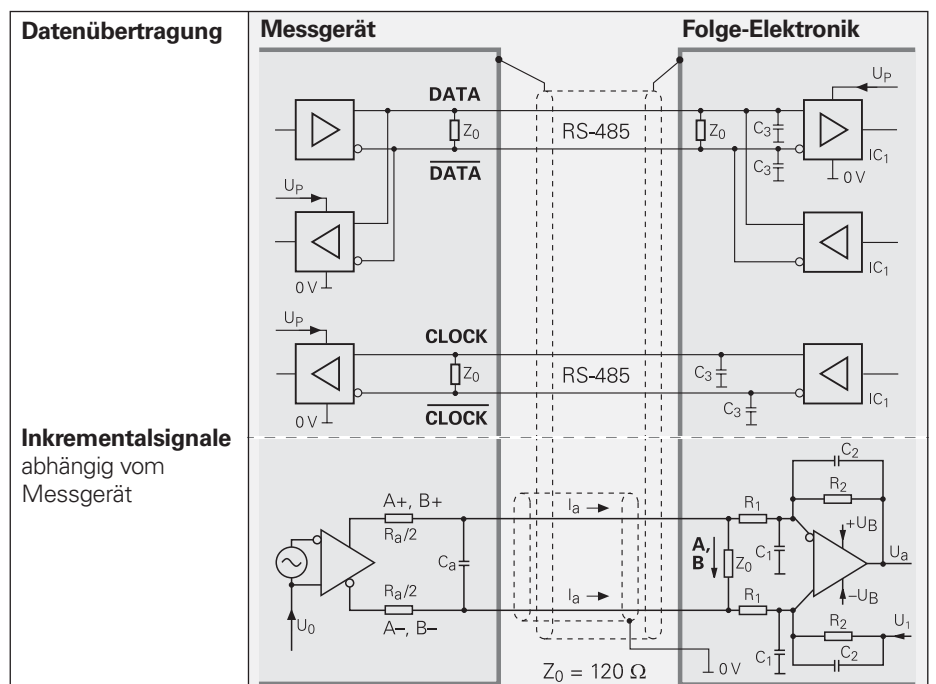 Datenübertragung
Messgerät
Folge-Elektronik
DATA
Z0
RS-485
Z0
C3
UP
DATA
C3
IC1
0 V
UP
0 V
IC1
UP
CLOCK
Z0
RS-485
C3
CLOCK
C3
0 V
IC1
Inkrementalsignale
abhängig vom
Messgerät
A+, B+
Ra/2
Ia
R1
C2
R2
+UB
Ua
Ca
A,
B
Z0
C1
Ra/2
A–, B–
Ia
R1
–UB
U0
R2
U1
C1
C2
Z0 = 120 Ω
0 V